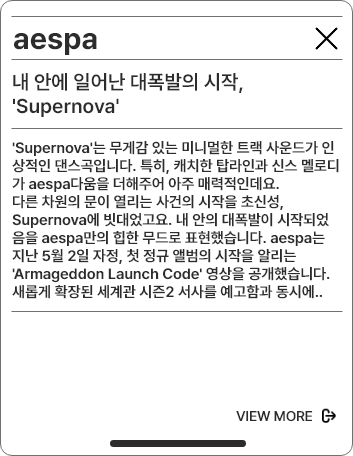 aespa
내 안에 일어난 대폭발의 시작,
'Supernova'
'Supernova'는 무게감 있는 미니멀한 트랙 사운드가 인
상적인 댄스곡입니다. 특히, 캐치한 탑라인과 신스 멜로디
가 aespa다움을 더해주어 아주 매력적인데요.
다른 차원의 문이 열리는 사건의 시작을 초신성,
Supernova에 빗대었고요. 내 안의 대폭발이 시작되었
음을 aespa만의 힙한 무드로 표현했습니다. aespa는
지난 5월 2일 자정, 첫 정규 앨범의 시작을 알리는
'Armageddon Launch Code' 영상을 공개했습니다.
새롭게 확장된 세계관 시즌2 서사를 예고함과 동시에..
VIEW MORE